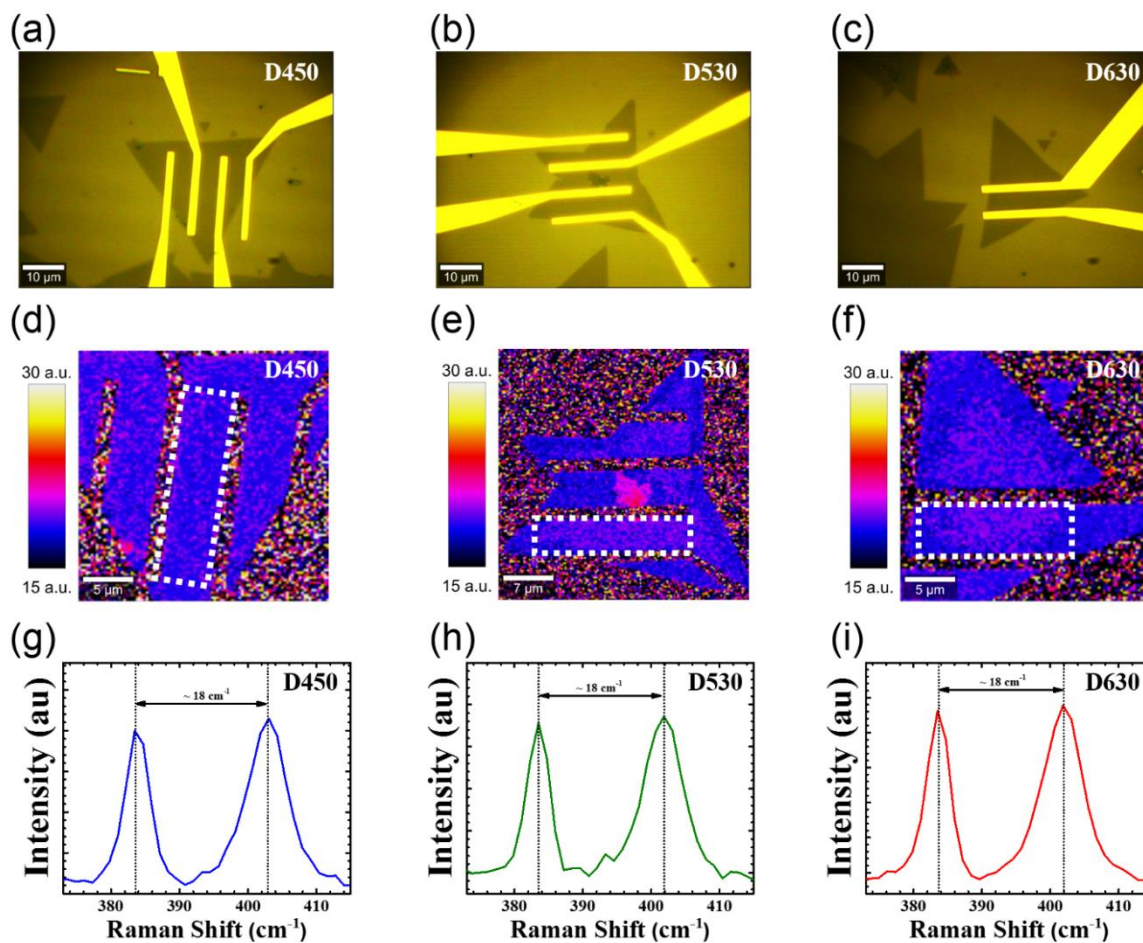 (a)
D450
10 µm
(b)
D530
10 µm
(c)
D630
10 µm
(d)
30 a.u.
15 a.u.
D450
5 µm
(e)
30 a.u.
15 a.u.
D530
7 µm
(f)
30 a.u.
15 a.u.
D630
5 µm
(g)
Intensity (au)
~ 18 cm⁻¹
D450
380 390 400 410
Raman Shift (cm⁻¹)
(h)
Intensity (au)
~ 18 cm⁻¹
D530
380 390 400 410
Raman Shift (cm⁻¹)
(i)
Intensity (au)
~ 18 cm⁻¹
D630
380 390 400 410
Raman Shift (cm⁻¹)